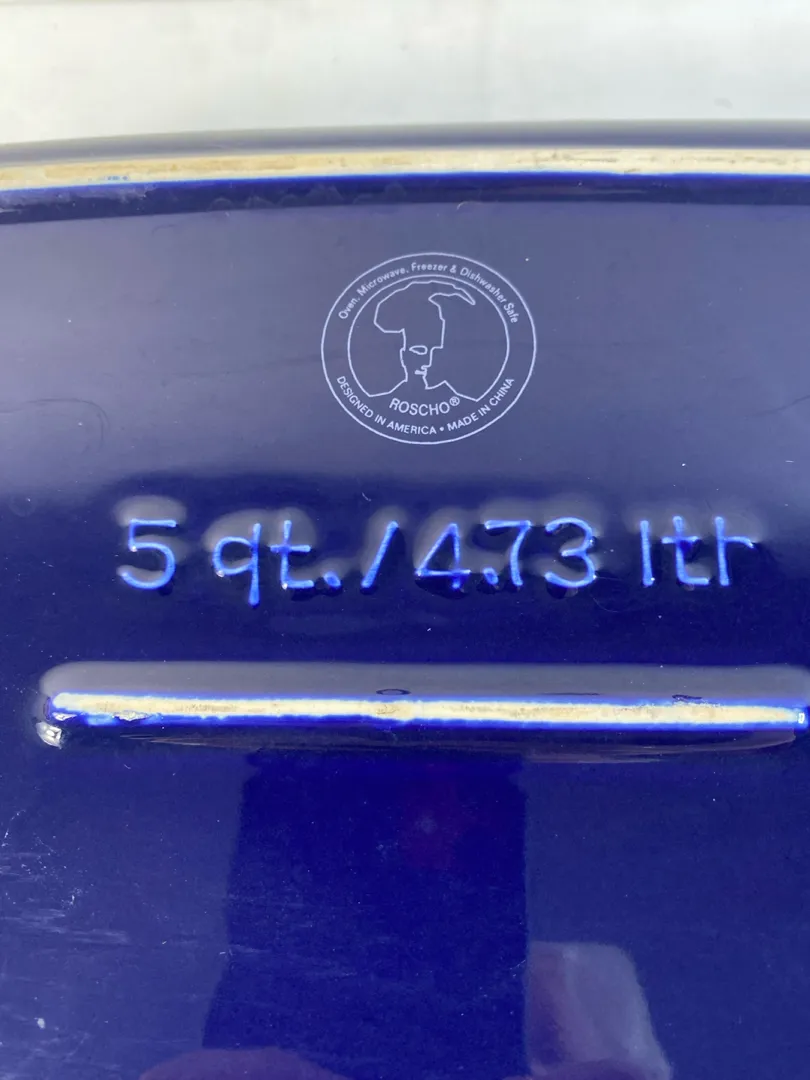 Oven, Microwave, Freezer & Dishwasher Safe
ROSCHO®
DESIGNED IN AMERICA • MADE IN CHINA
5 qt./4.73 ltr